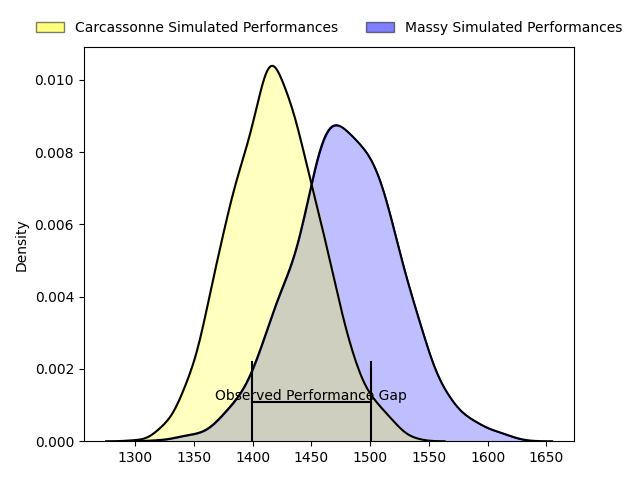 Carcassonne Simulated Performances Massy Simulated Performances
0.010
0.008
0.006
0.004
0.002
0.000
Density
Observed Performance Gap
1300 1350 1400 1450 1500 1550 1600 1650